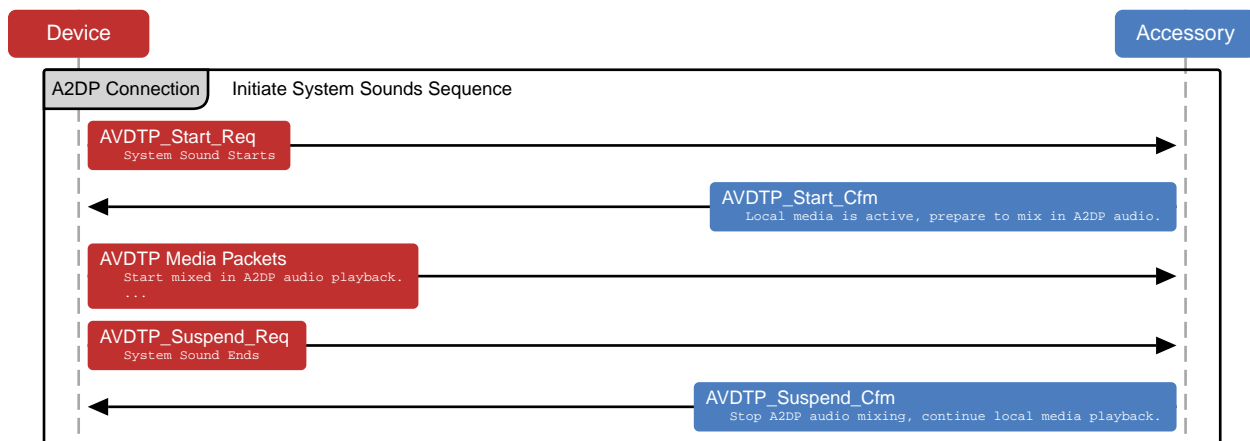 Device
Accessory
A2DP Connection
Initiate System Sounds Sequence
AVDTP_Start_Req
System Sound Starts
AVDTP_Start_Cfm
Local media is active, prepare to mix in A2DP audio.
AVDTP Media Packets
Start mixed in A2DP audio playback.
...
AVDTP_Suspend_Req
System Sound Ends
AVDTP_Suspend_Cfm
Stop A2DP audio mixing, continue local media playback.